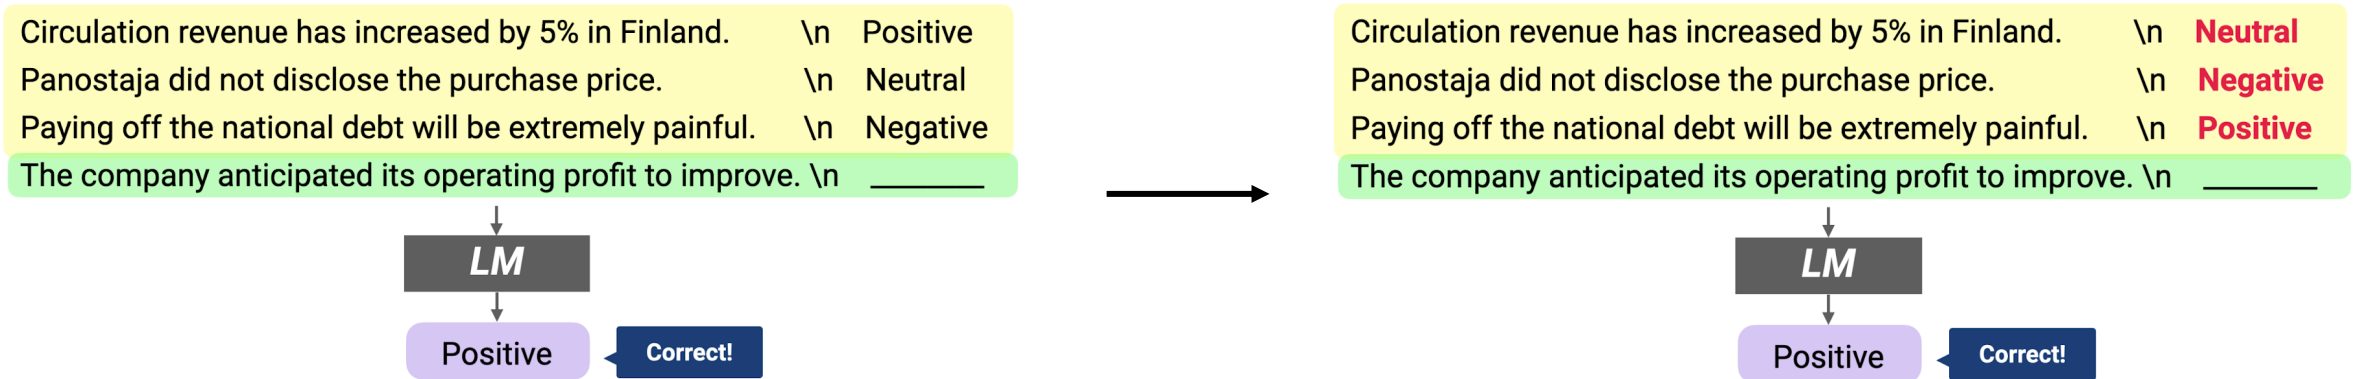 Circulation revenue has increased by 5% in Finland. \n Positive
Panostaja did not disclose the purchase price. \n Neutral
Paying off the national debt will be extremely painful. \n Negative
The company anticipated its operating profit to improve. \n ________
LM
Positive
Correct!
Circulation revenue has increased by 5% in Finland. \n Neutral
Panostaja did not disclose the purchase price. \n Negative
Paying off the national debt will be extremely painful. \n Positive
The company anticipated its operating profit to improve. \n ________
LM
Positive
Correct!